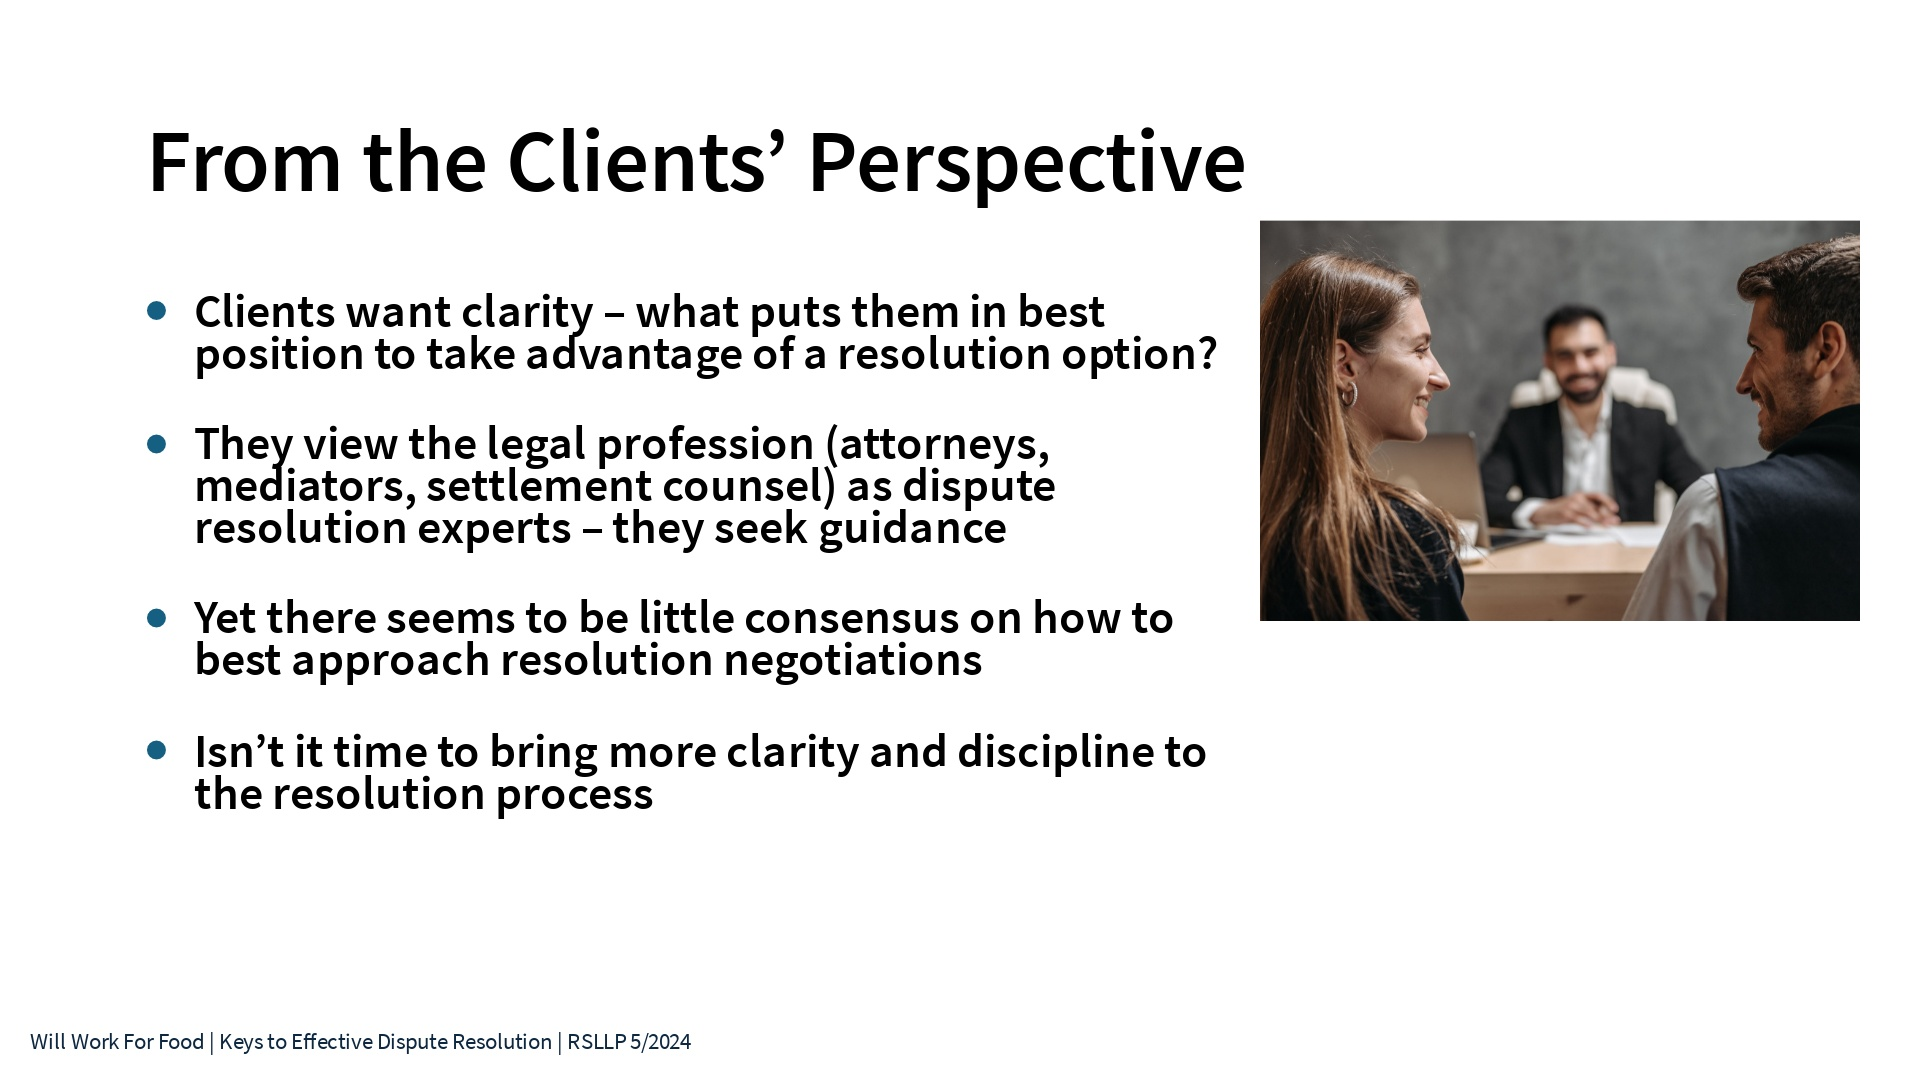 From the Clients’ Perspective
Clients want clarity – what puts them in best
position to take advantage of a resolution option?
They view the legal profession (attorneys,
mediators, settlement counsel) as dispute
resolution experts – they seek guidance
Yet there seems to be little consensus on how to
best approach resolution negotiations
Isn’t it time to bring more clarity and discipline to
the resolution process
Will Work For Food | Keys to Effective Dispute Resolution | RSLLP 5/2024